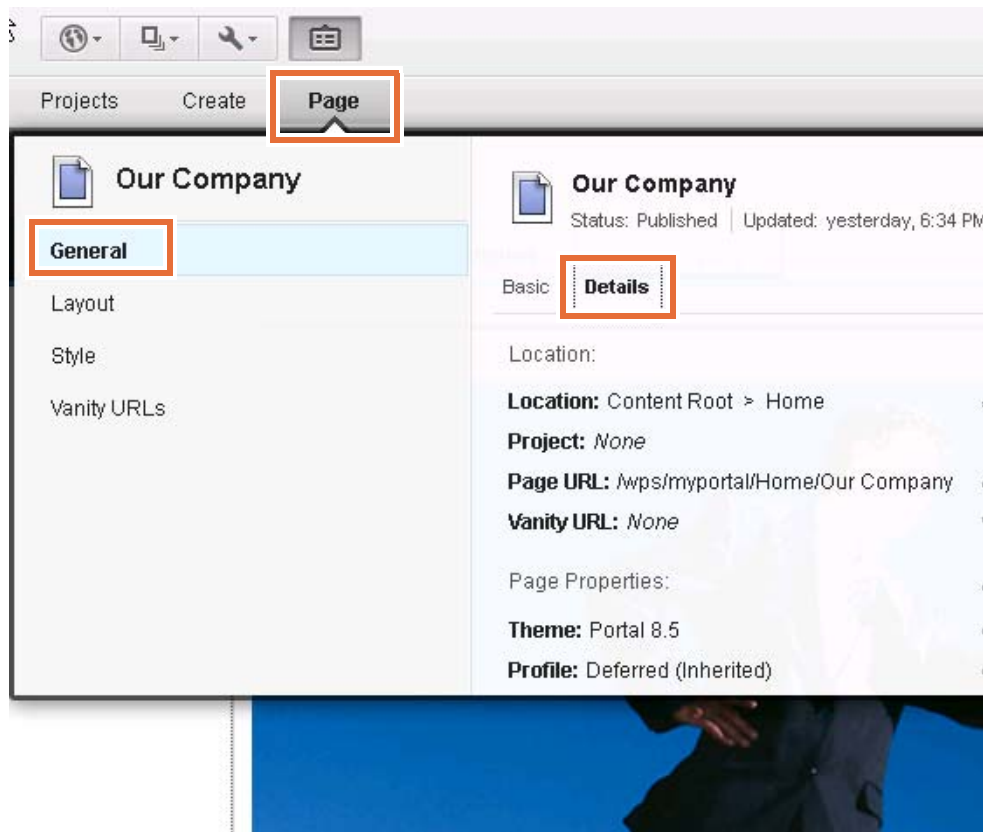 Projects Create Page
Our Company
General
Layout
Style
Vanity URLs
Our Company
Status: Published | Updated: yesterday, 6:34 PM
Basic Details
Location:
Location: Content Root > Home
Project: None
Page URL: /wps/myportal/Home/Our Company
Vanity URL: None
Page Properties:
Theme: Portal 8.5
Profile: Deferred (Inherited)